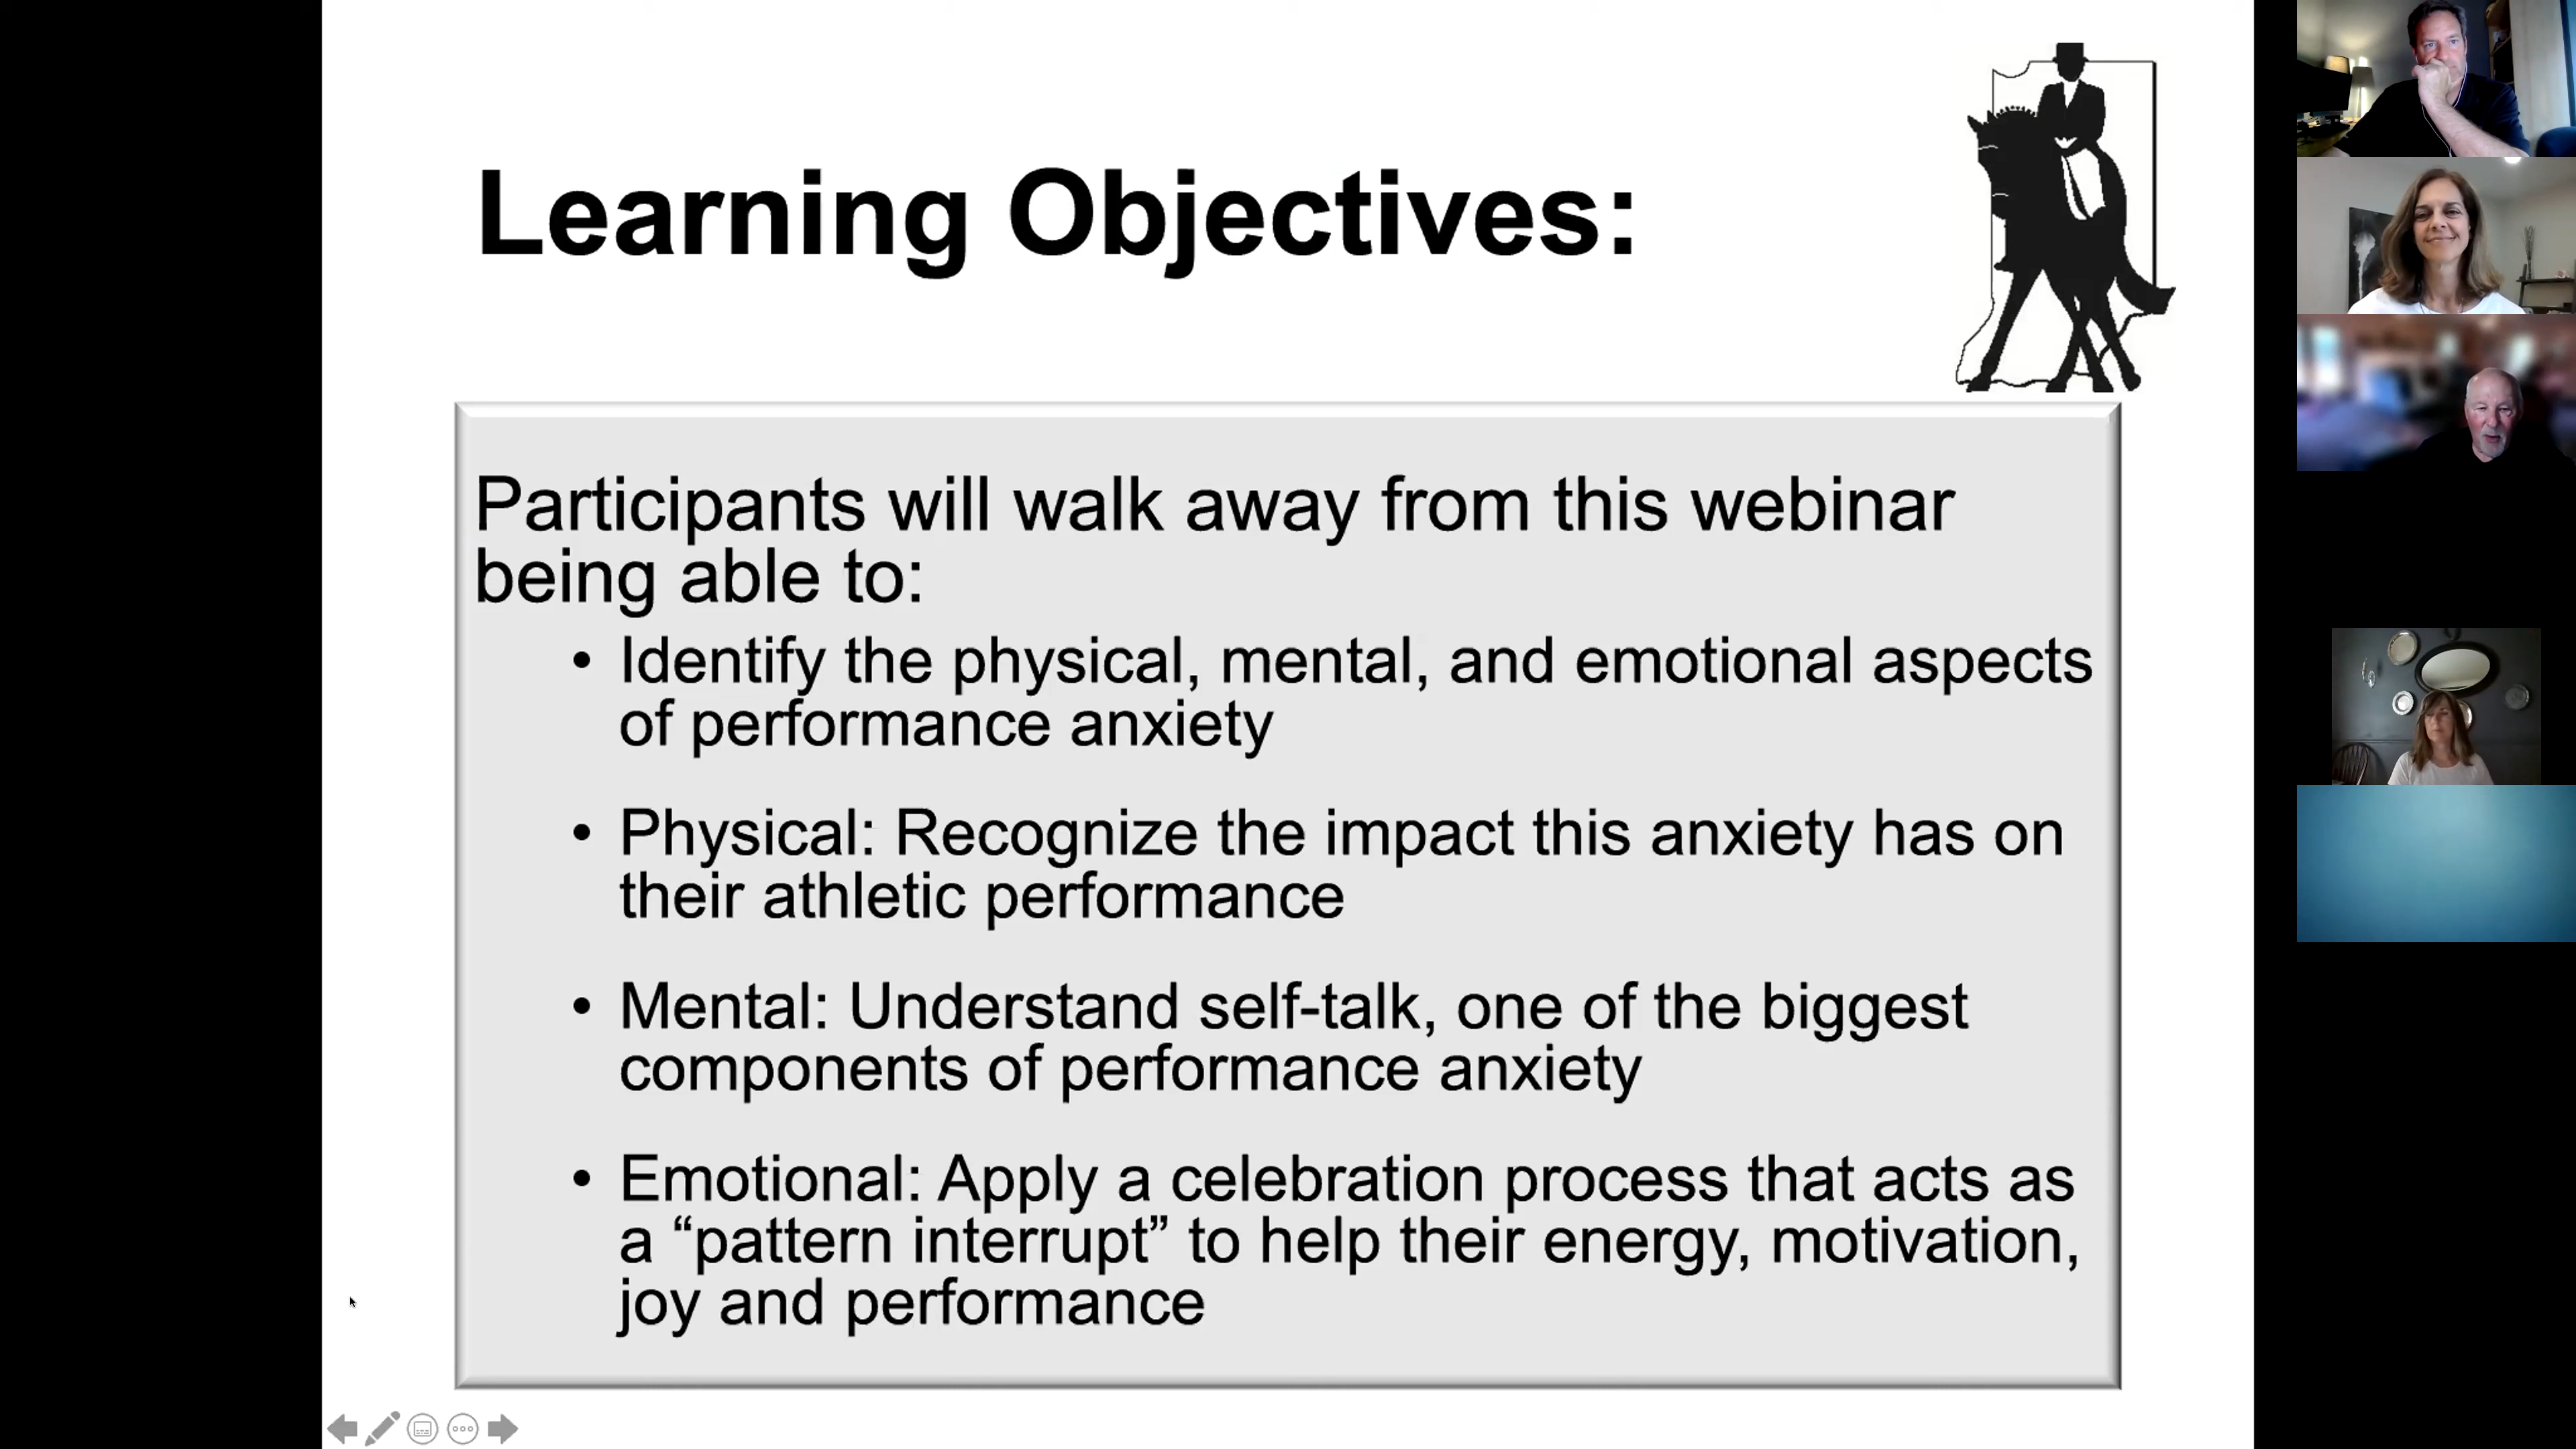 Learning Objectives:
Participants will walk away from this webinar
being able to:
• Identify the physical, mental, and emotional aspects
of performance anxiety
• Physical: Recognize the impact this anxiety has on
their athletic performance
• Mental: Understand self-talk, one of the biggest
components of performance anxiety
• Emotional: Apply a celebration process that acts as
a “pattern interrupt” to help their energy, motivation,
joy and performance